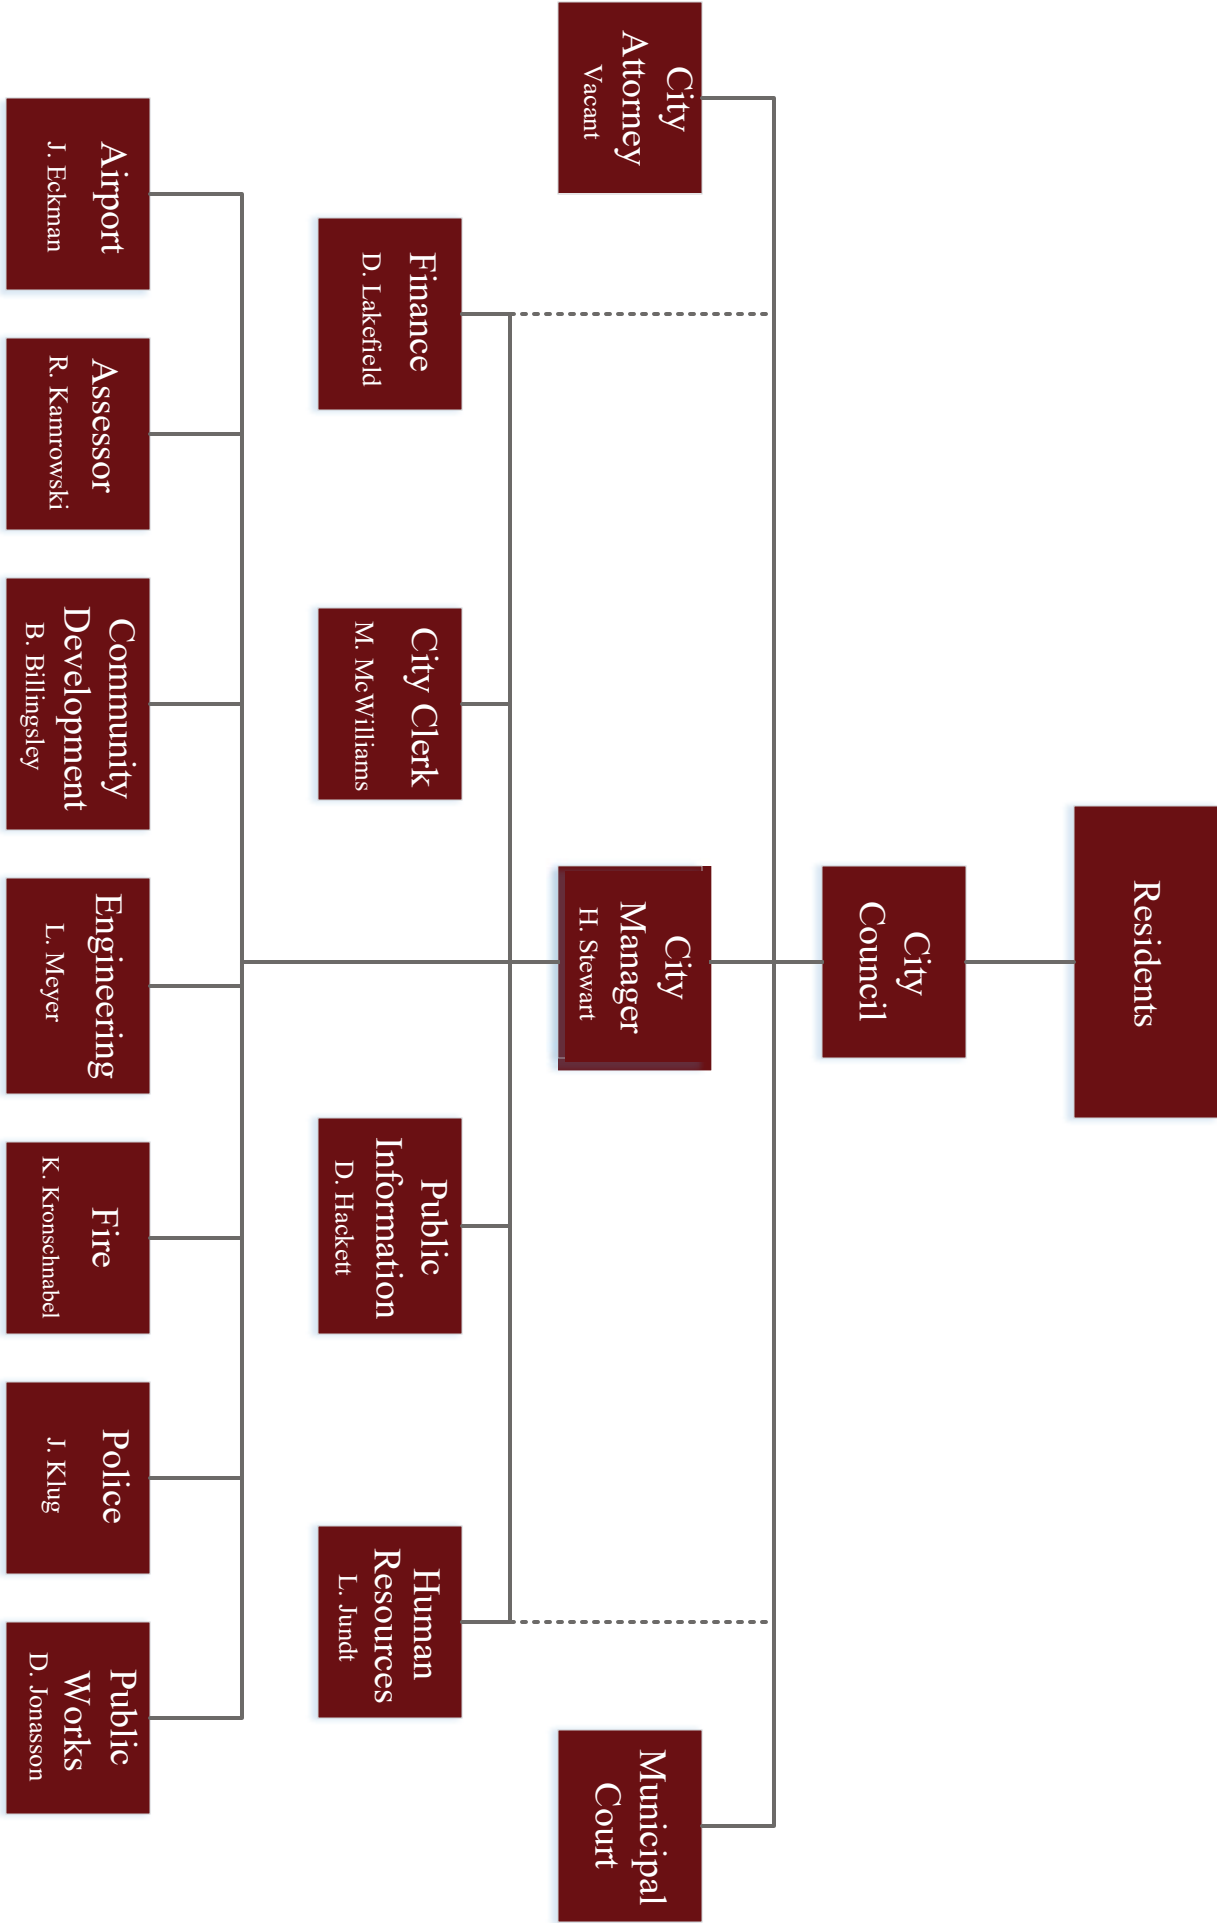 Residents
City
Council
City
Attorney
Vacant
City
Manager
H. Stewart
Municipal
Court
Finance
D. Lakefield
City Clerk
M. McWilliams
Public
Information
D. Hackett
Human
Resources
L. Jundt
Airport
J. Eckman
Assessor
R. Kamrowski
Community
Development
B. Billingsley
Engineering
L. Meyer
Fire
K. Kronschnabel
Police
J. Klug
Public
Works
D. Jonasson